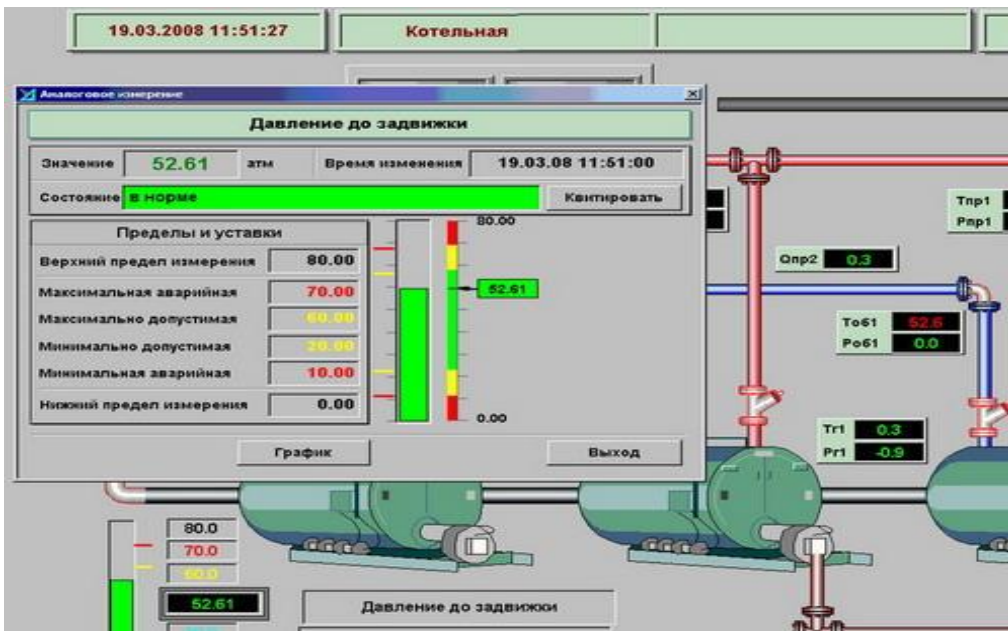 19.03.2008 11:51:27
Котельная
Аналоговое измерение
Давление до задвижки
Значение 52.61 атм Время изменения 19.03.08 11:51:00
Состояние в норме Квитировать
Пределы и уставки
Верхний предел измерения 80.00
Максимальная аварийная 70.00
Максимально допустимая 60.00
Минимально допустимая 20.00
Минимальная аварийная 10.00
Нижний предел измерения 0.00
80.00
52.61
0.00
График Выход
Тпр1
Рпр1
Qпр2 0.3
Тоб1 52.6
Роб1 0.0
Тг1 0.3
Рг1 -0.9
80.0
70.0
60.0
52.61
Давление до задвижки